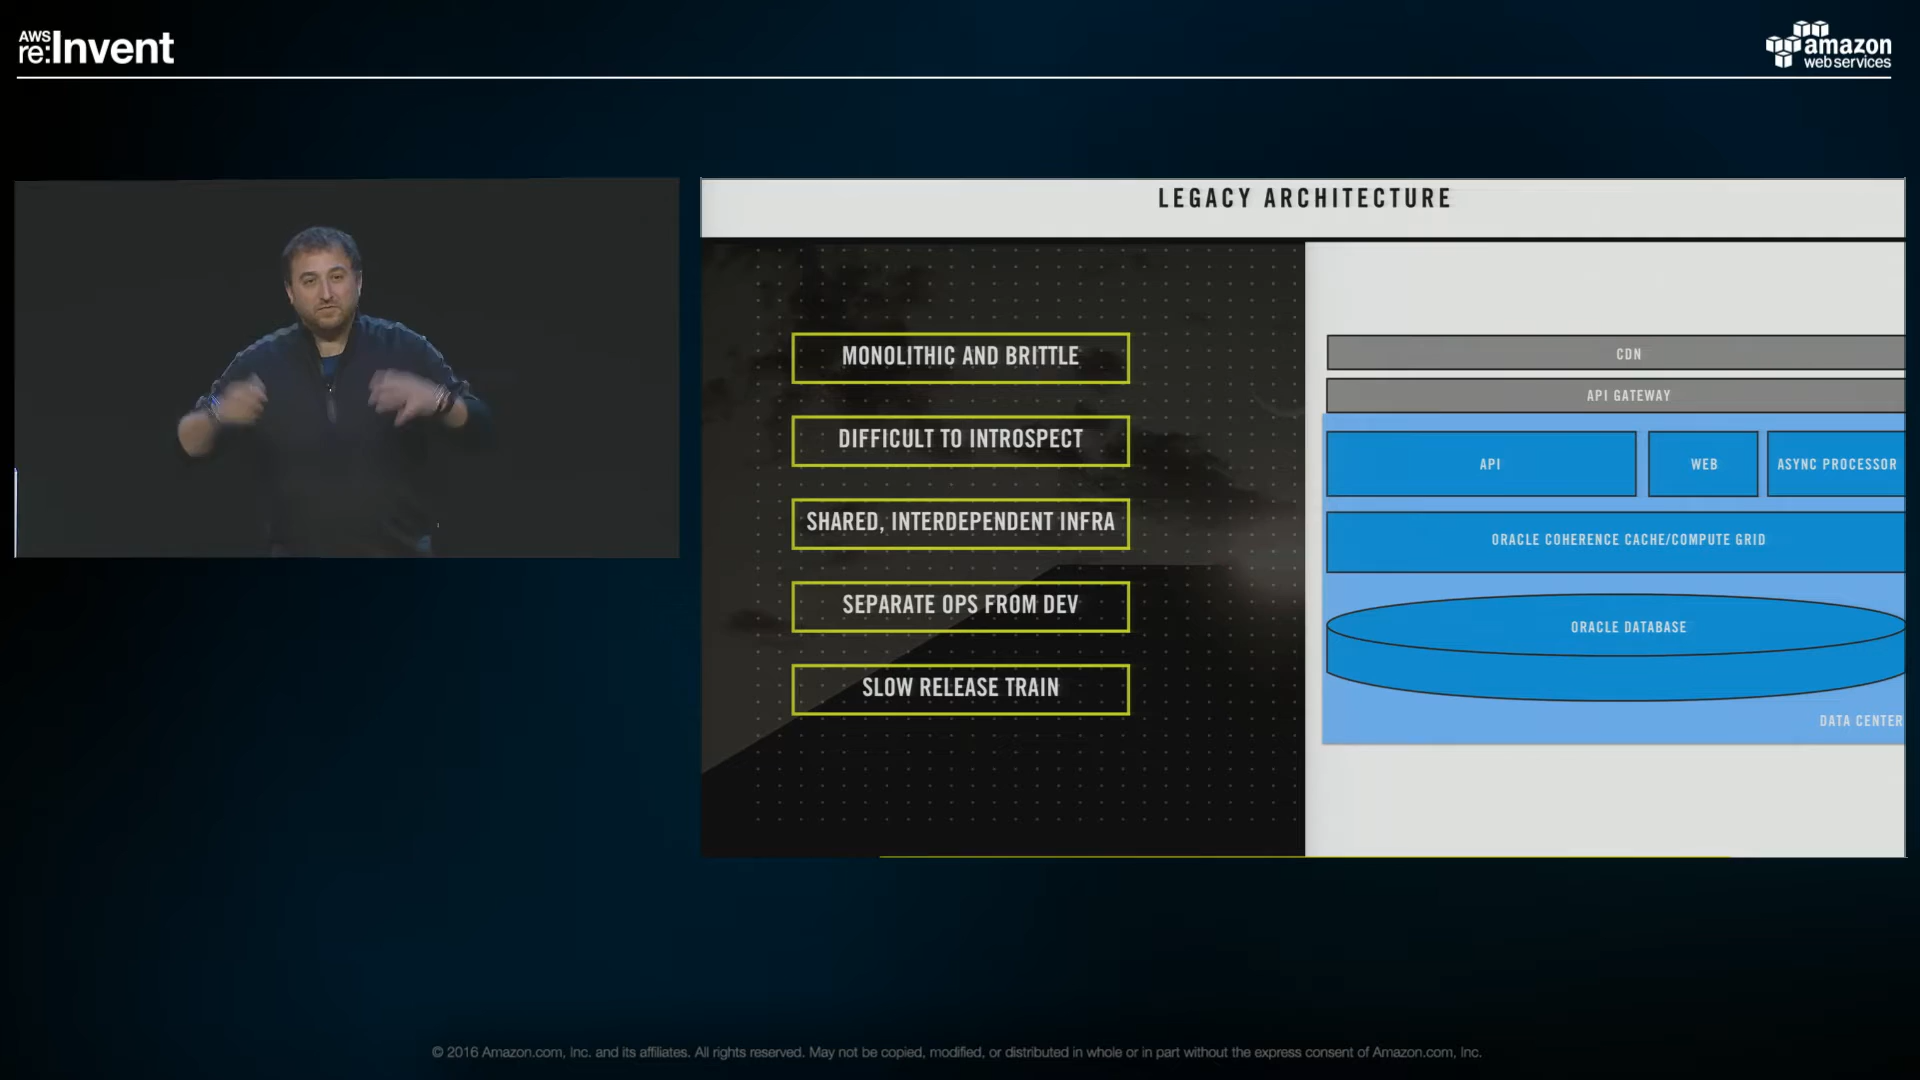 AWS
re:Invent
amazon
web services
LEGACY ARCHITECTURE
MONOLITHIC AND BRITTLE
DIFFICULT TO INTROSPECT
SHARED, INTERDEPENDENT INFRA
SEPARATE OPS FROM DEV
SLOW RELEASE TRAIN
CDN
API GATEWAY
API
WEB
ASYNC PROCESSOR
ORACLE COHERENCE CACHE/COMPUTE GRID
ORACLE DATABASE
DATA CENTER
© 2016 Amazon.com, Inc. and its affiliates. All rights reserved. May not be copied, modified, or distributed in whole or in part without the express consent of Amazon.com, Inc.